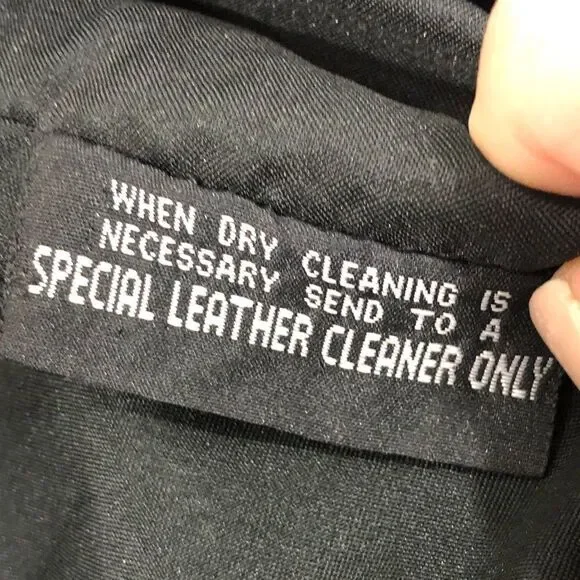 WHEN DRY CLEANING IS
NECESSARY SEND TO A
SPECIAL LEATHER CLEANER ONLY